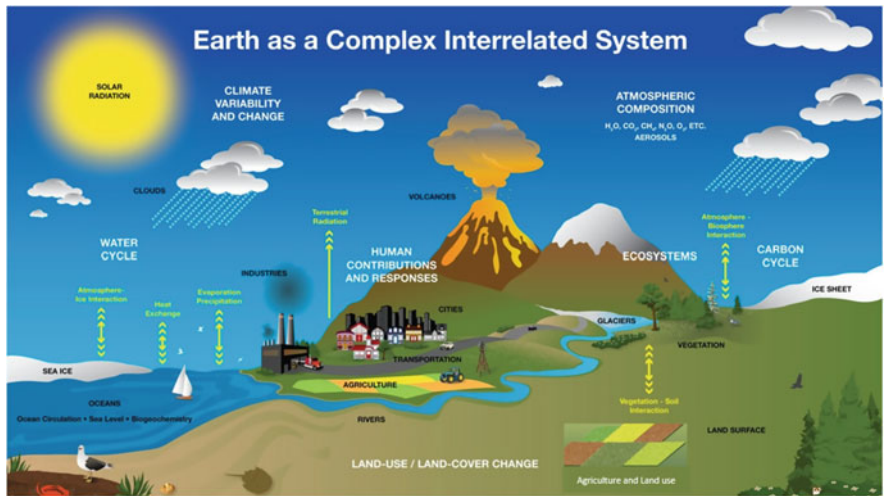 Earth as a Complex Interrelated System
SOLAR
RADIATION
CLIMATE
VARIABILITY
AND CHANGE
ATMOSPHERIC
COMPOSITION
H₂O, CO₂, CH₄, N₂O, O₃, ETC.
AEROSOLS
CLOUDS
VOLCANOES
Terrestrial
Radiation
Atmosphere -
Biosphere
Interaction
WATER
CYCLE
HUMAN
CONTRIBUTIONS
AND RESPONSES
ECOSYSTEMS
CARBON
CYCLE
INDUSTRIES
Atmosphere-
Ice Interaction
Heat
Exchange
Evaporation
Precipitation
ICE SHEET
CITIES
GLACIERS
VEGETATION
TRANSPORTATION
SEA ICE
AGRICULTURE
OCEANS
Ocean Circulation • Sea Level • Biogeochemistry
RIVERS
Vegetation - Soil
Interaction
LAND SURFACE
LAND-USE / LAND-COVER CHANGE
Agriculture and Land use